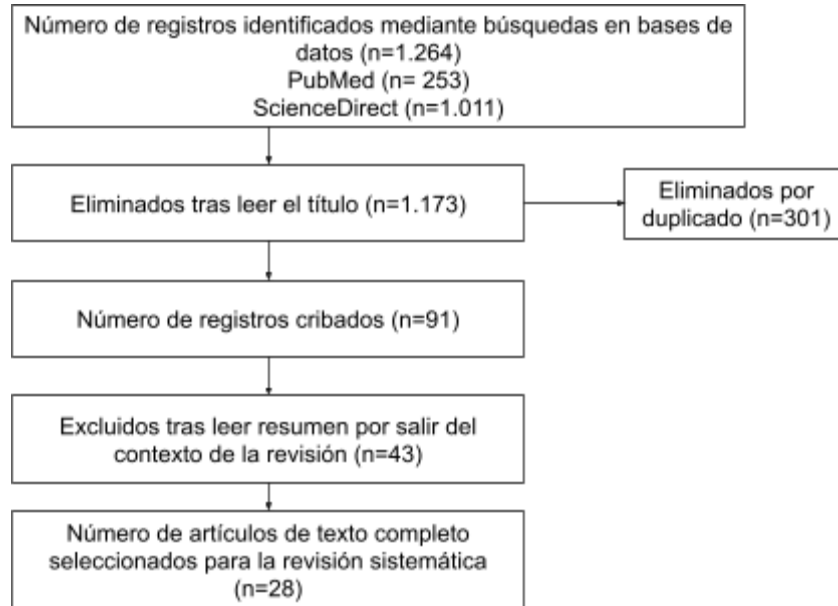 Número de registros identificados mediante búsquedas en bases de
datos (n=1.264)
PubMed (n= 253)
ScienceDirect (n=1.011)
Eliminados tras leer el título (n=1.173)
Eliminados por
duplicado (n=301)
Número de registros cribados (n=91)
Excluidos tras leer resumen por salir del
contexto de la revisión (n=43)
Número de artículos de texto completo
seleccionados para la revisión sistemática
(n=28)